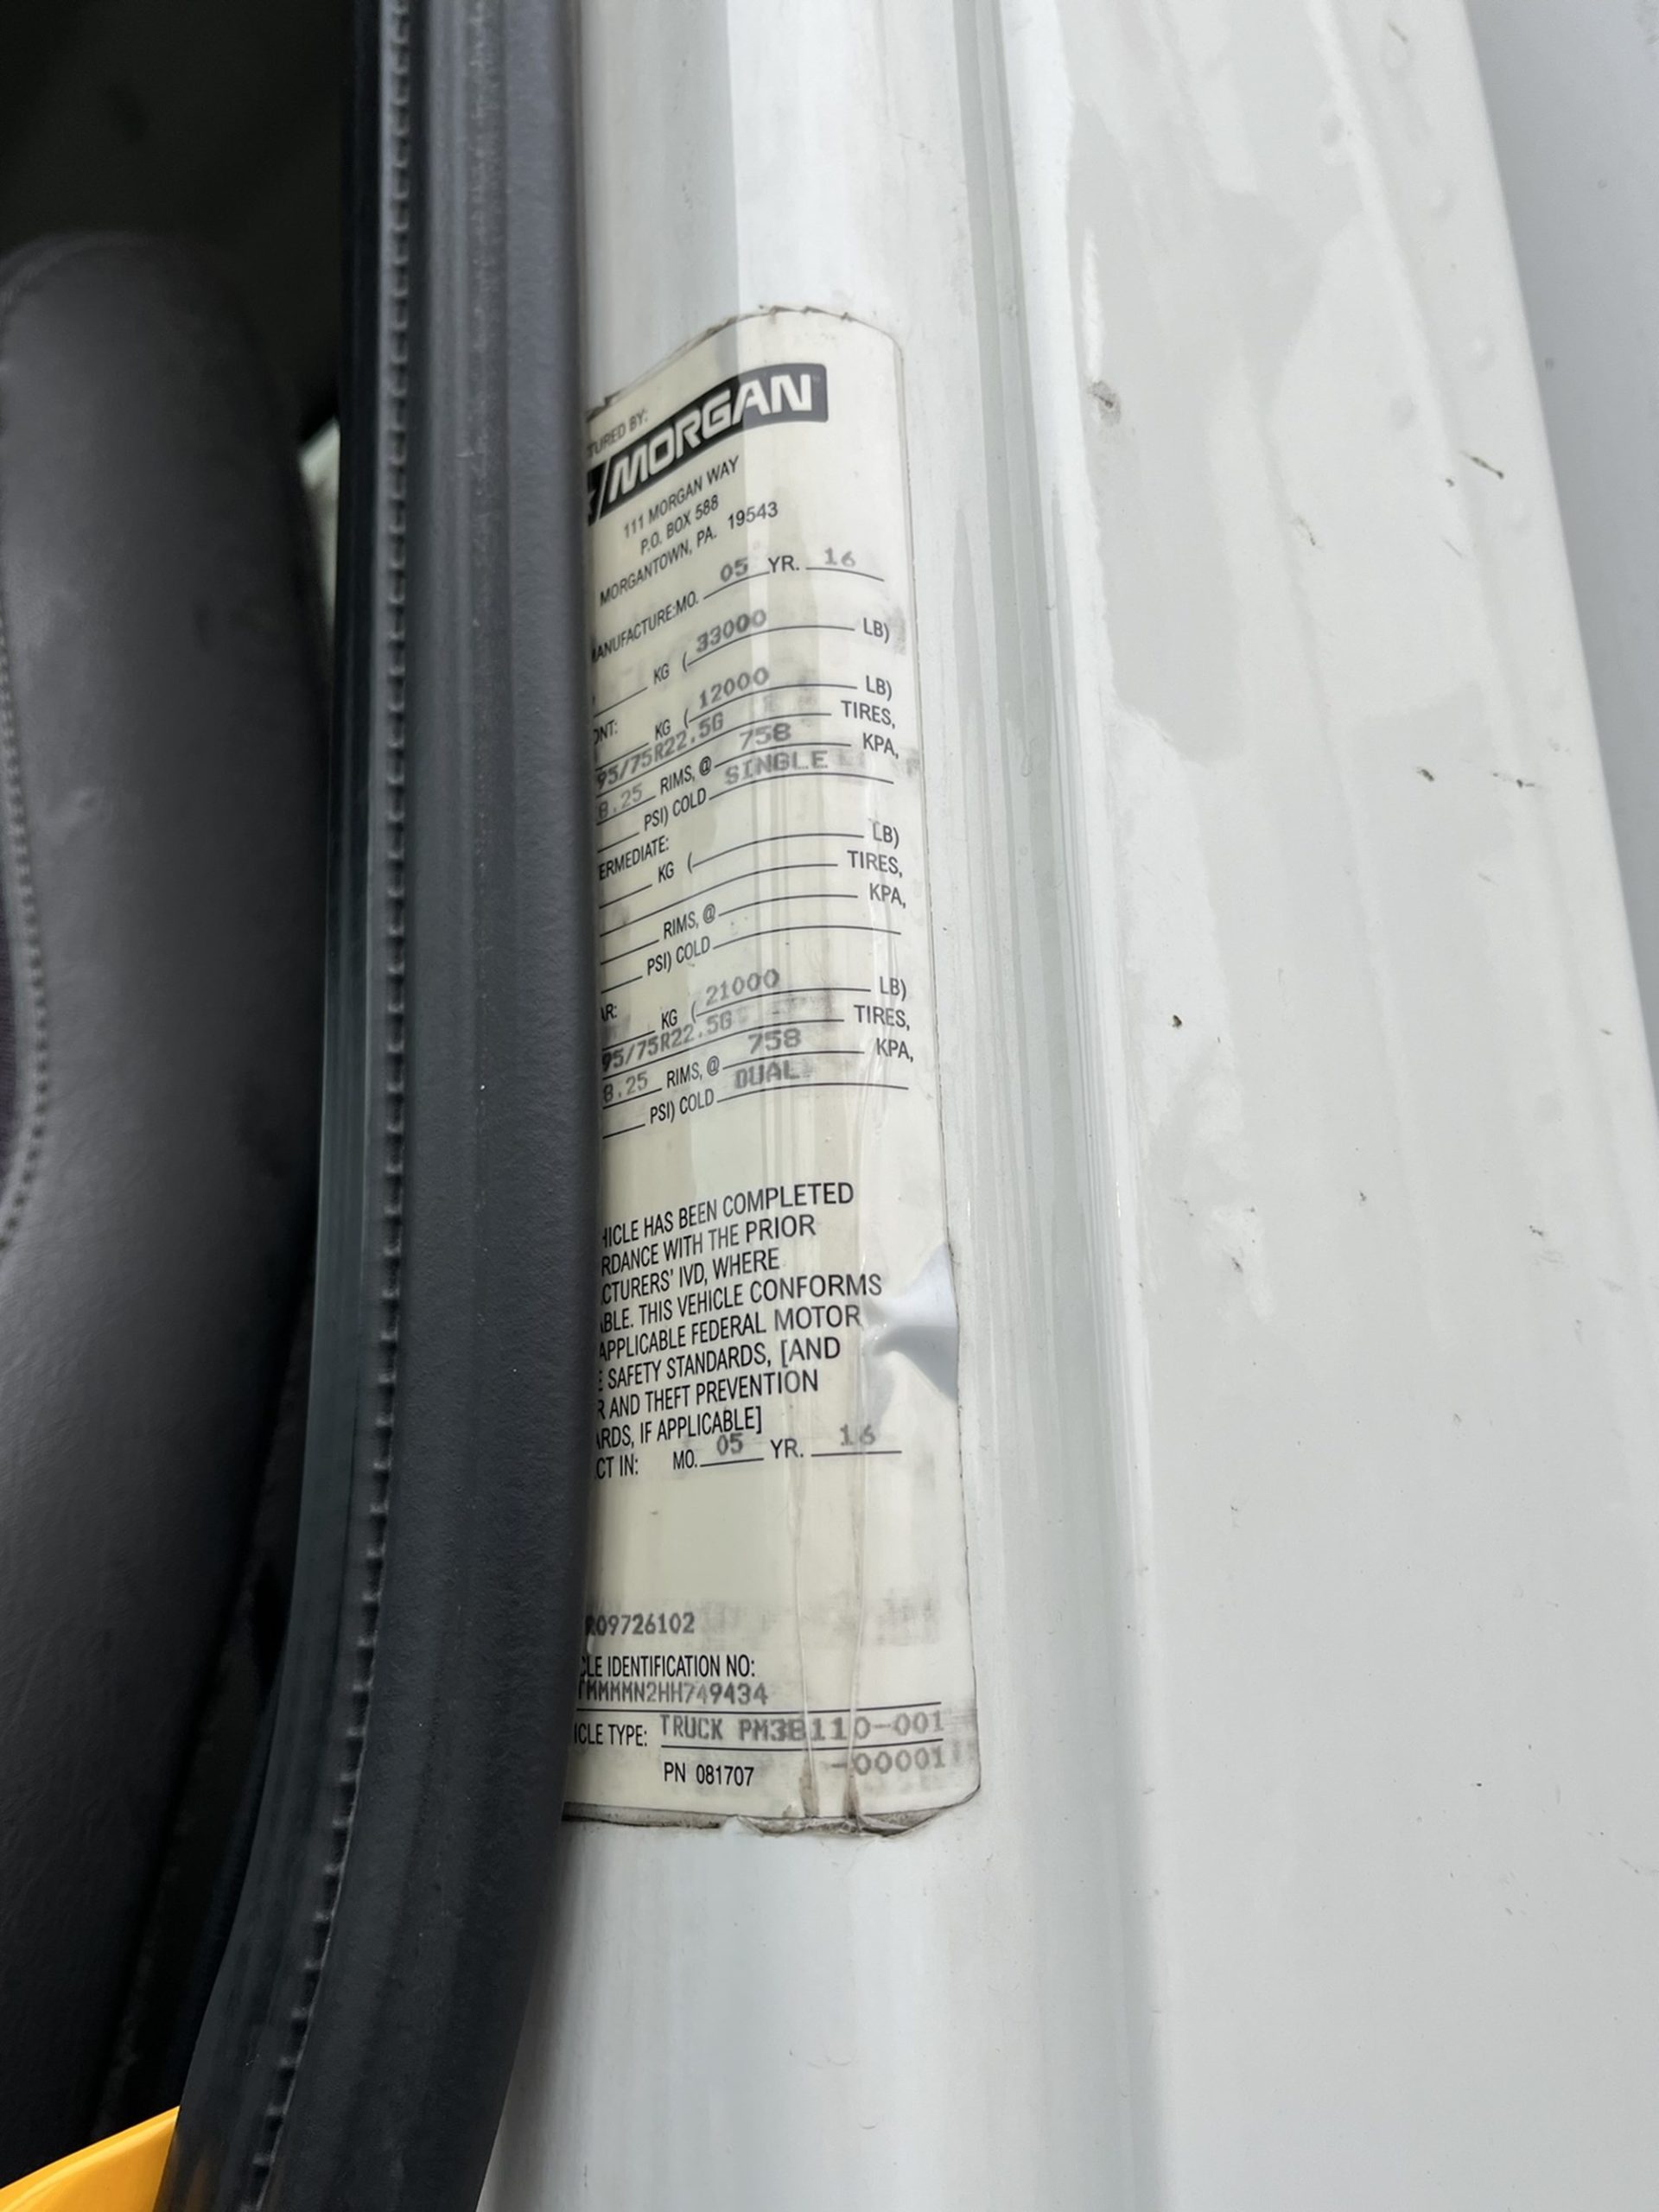 TURED BY:
MORGAN
111 MORGAN WAY
P.O. BOX 588
MORGANTOWN, PA. 19543
MANUFACTURE:MO. 05 YR. 16
KG (33000 LB)
ONT: KG (12000 LB)
95/75R22.5G TIRES,
8.25 RIMS, @ 758 KPA,
PSI) COLD SINGLE
ERMEDIATE:
KG ( LB)
TIRES,
RIMS, @ KPA,
PSI) COLD
AR: KG (21000 LB)
95/75R22.5G TIRES,
8.25 RIMS, @ 758 KPA,
PSI) COLD DUAL
HICLE HAS BEEN COMPLETED
RDANCE WITH THE PRIOR
CTURERS' IVD, WHERE
ABLE. THIS VEHICLE CONFORMS
APPLICABLE FEDERAL MOTOR
E SAFETY STANDARDS, [AND
R AND THEFT PREVENTION
ARDS, IF APPLICABLE]
CT IN: MO. 05 YR. 16
R09726102
CLE IDENTIFICATION NO:
MMMMN2HH749434
ICLE TYPE: TRUCK PM3B110-001
PN 081707 -00001